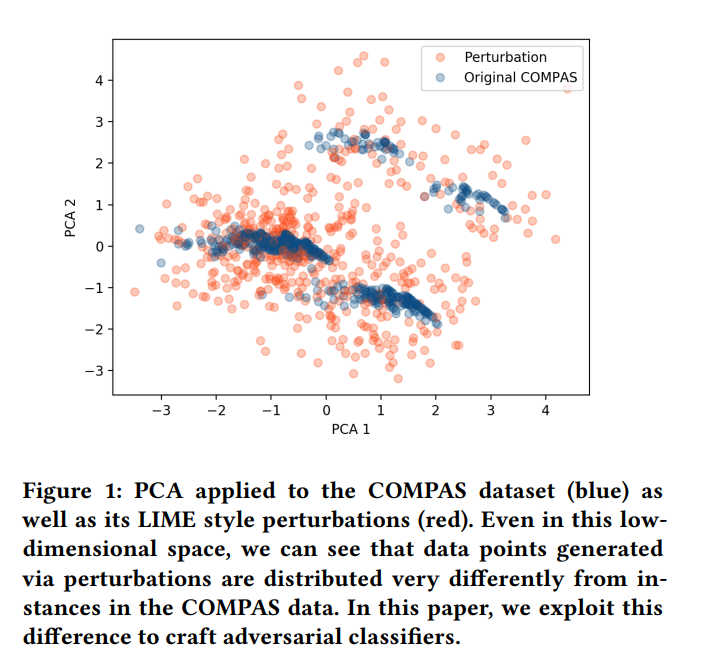 Perturbation
Original COMPAS
4
3
2
1
0
−1
−2
−3
PCA 2
−3
−2
−1
0
1
2
3
4
PCA 1
Figure 1: PCA applied to the COMPAS dataset (blue) as
well as its LIME style perturbations (red). Even in this low-
dimensional space, we can see that data points generated
via perturbations are distributed very differently from in-
stances in the COMPAS data. In this paper, we exploit this
difference to craft adversarial classifiers.